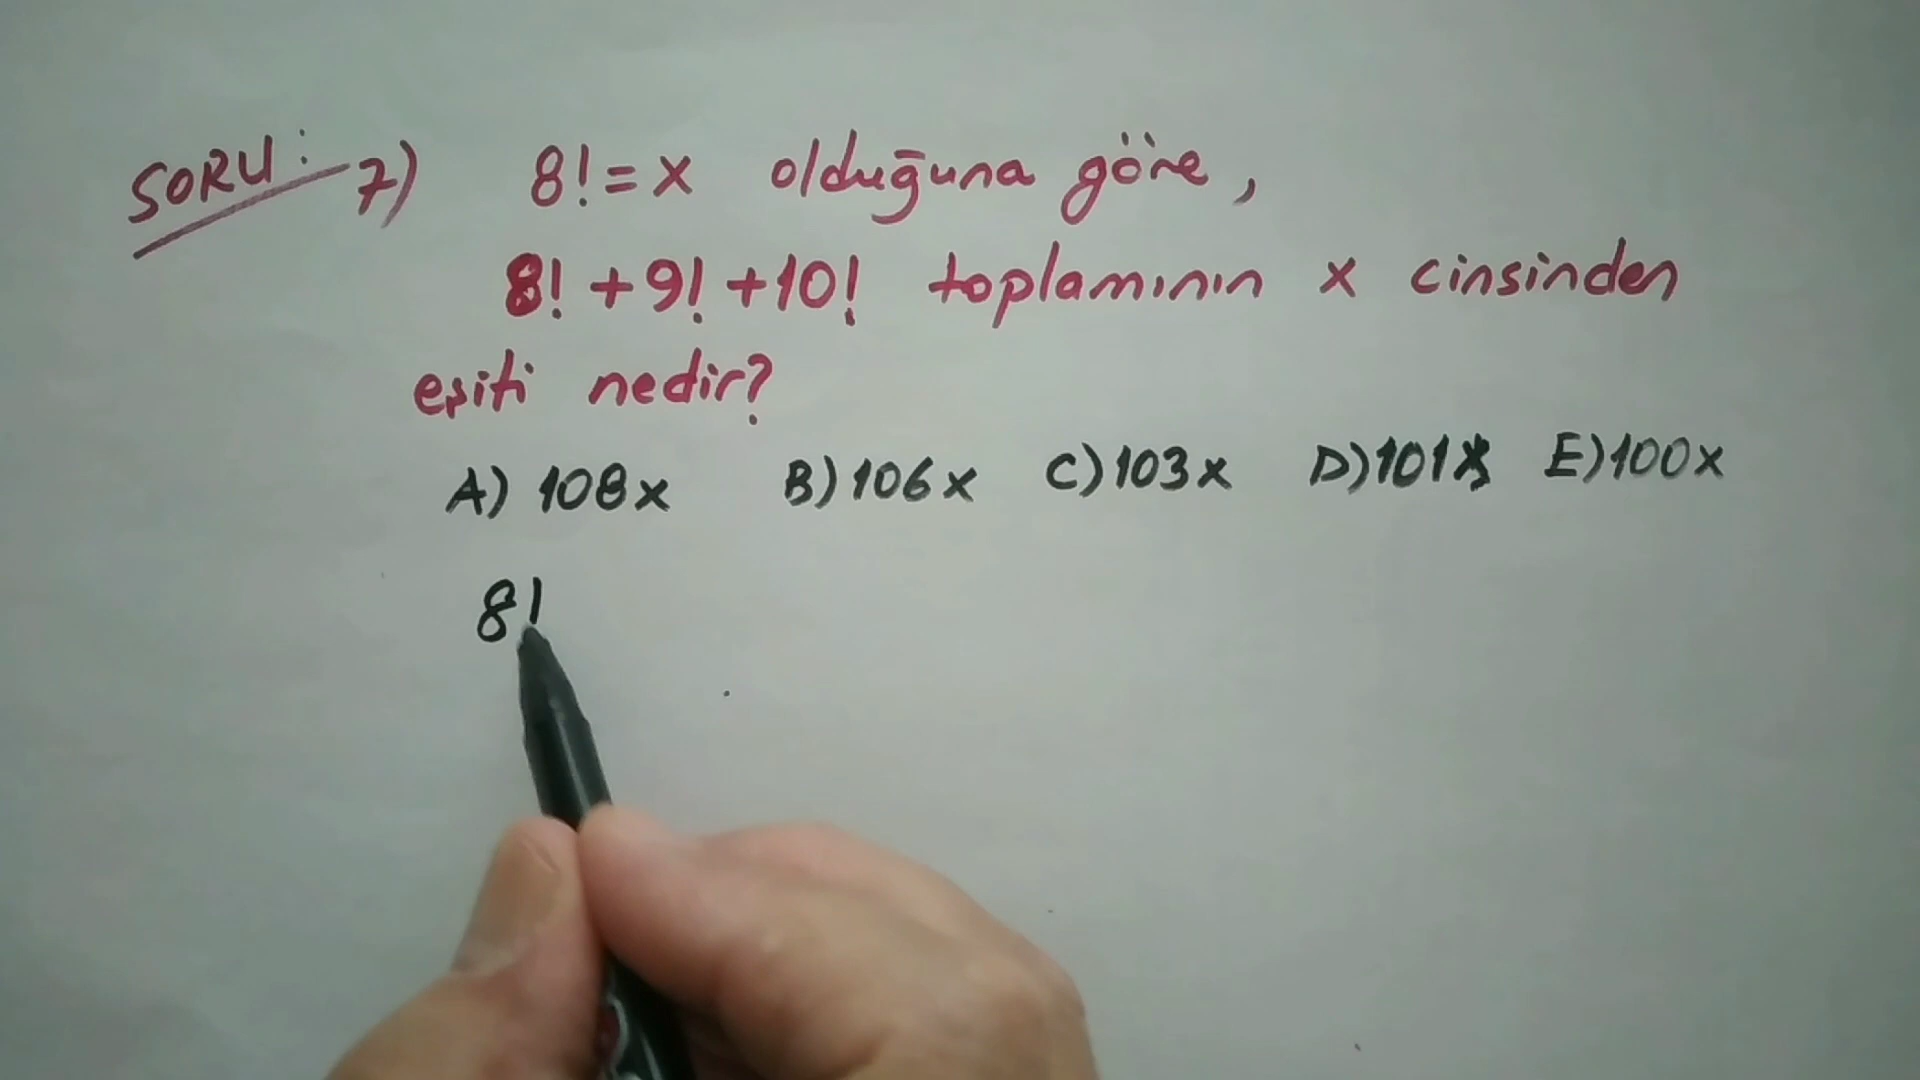 SORU: 7) 8! = x olduğuna göre,
8! + 9! + 10! toplamının x cinsinden
eşiti nedir?
A) 108x B) 106x C) 103x D) 101x E) 100x
8!